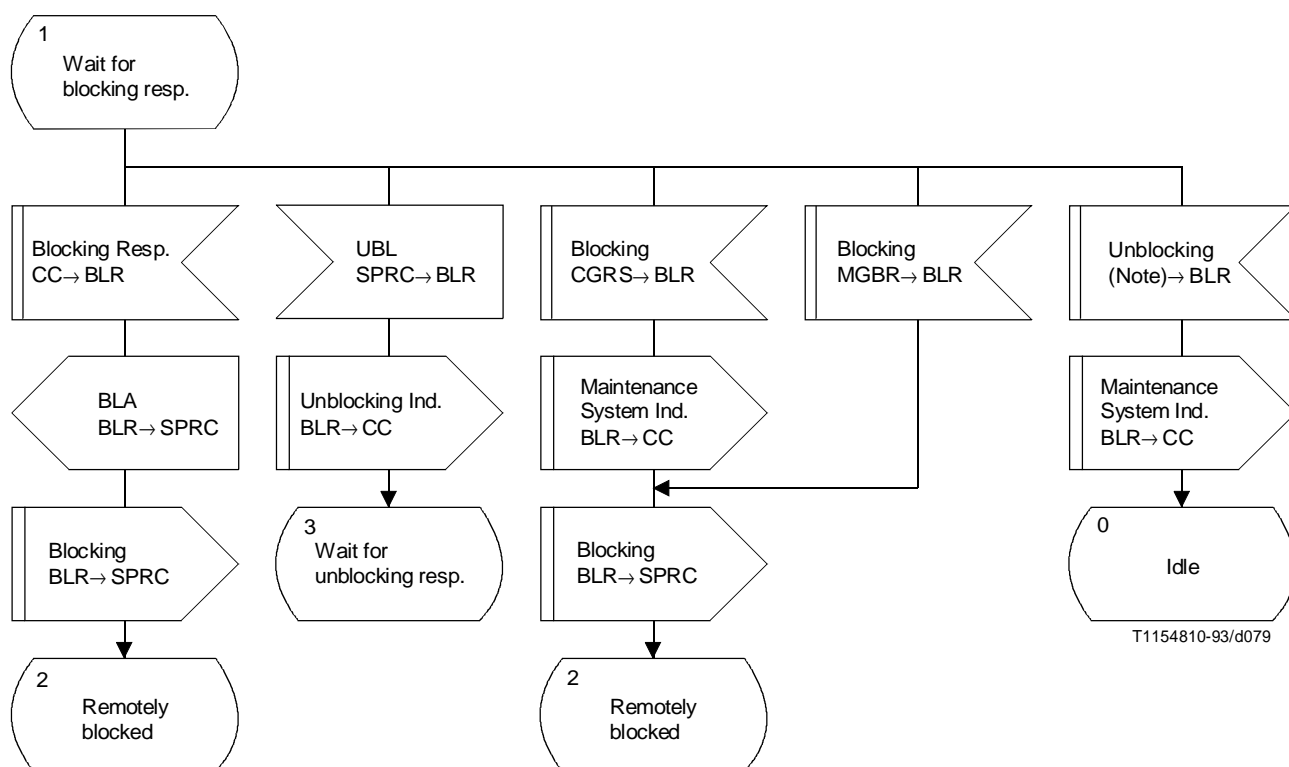 1
Wait for
blocking resp.
Blocking Resp.
CC→BLR
UBL
SPRC→BLR
Blocking
CGRS→BLR
Blocking
MGBR→BLR
Unblocking
(Note)→BLR
BLA
BLR→SPRC
Unblocking Ind.
BLR→CC
Maintenance
System Ind.
BLR→CC
Maintenance
System Ind.
BLR→CC
Blocking
BLR→SPRC
3
Wait for
unblocking resp.
Blocking
BLR→SPRC
0
Idle
T1154810-93/d079
2
Remotely
blocked
2
Remotely
blocked